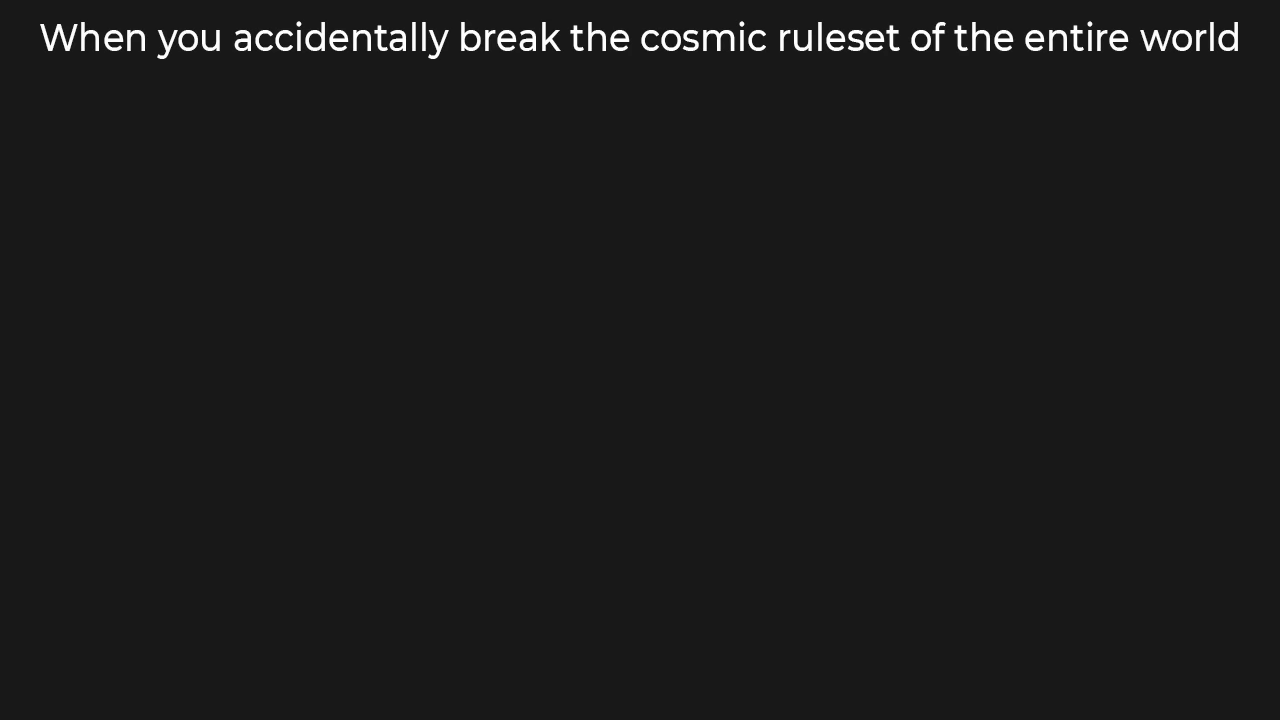 When you accidentally break the cosmic ruleset of the entire world